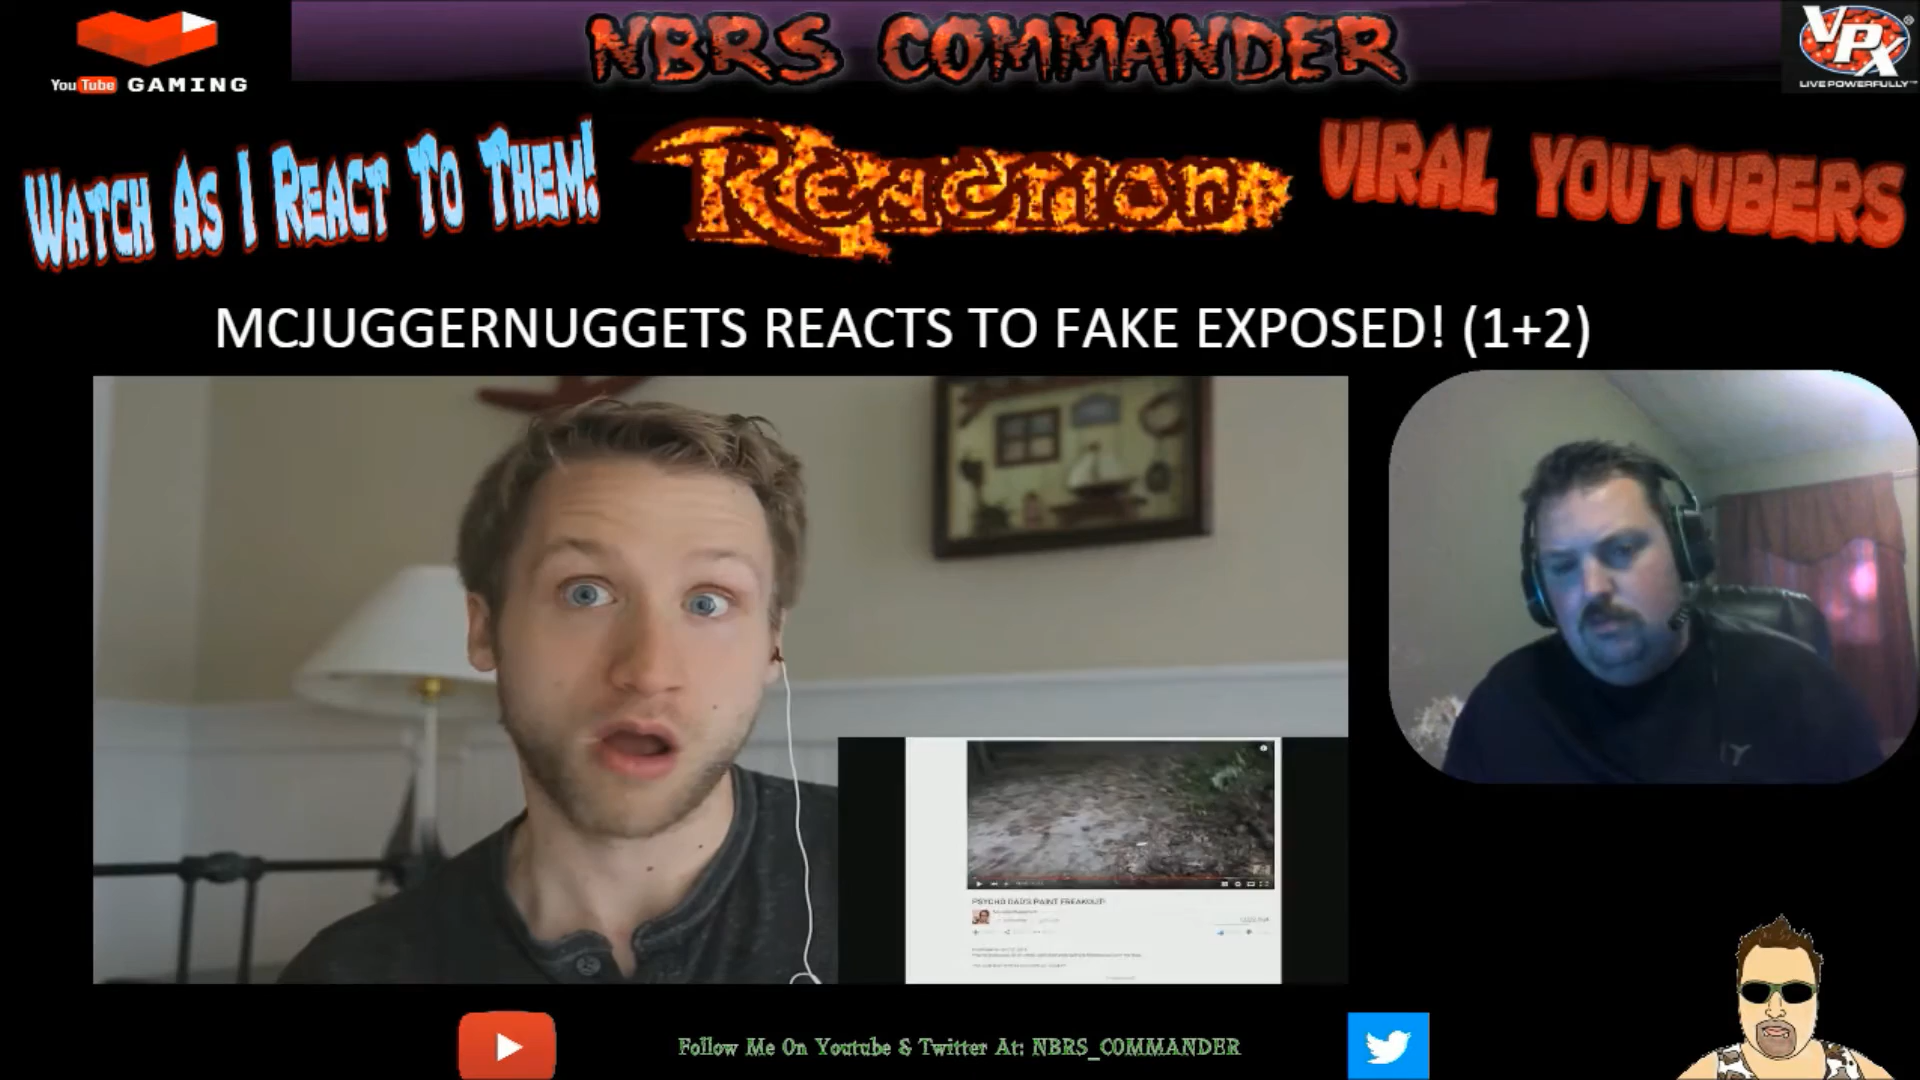 YouTube GAMING
NBRS COMMANDER
VPX
LIVE POWERFULLY
WATCH AS I REACT TO THEM!
REACTION
VIRAL YOUTUBERS
MCJUGGERNUGGETS REACTS TO FAKE EXPOSED! (1+2)
PSYCHO DAD'S PAINT FREAKOUT!
Follow Me On Youtube & Twitter At: NBRS_COMMANDER